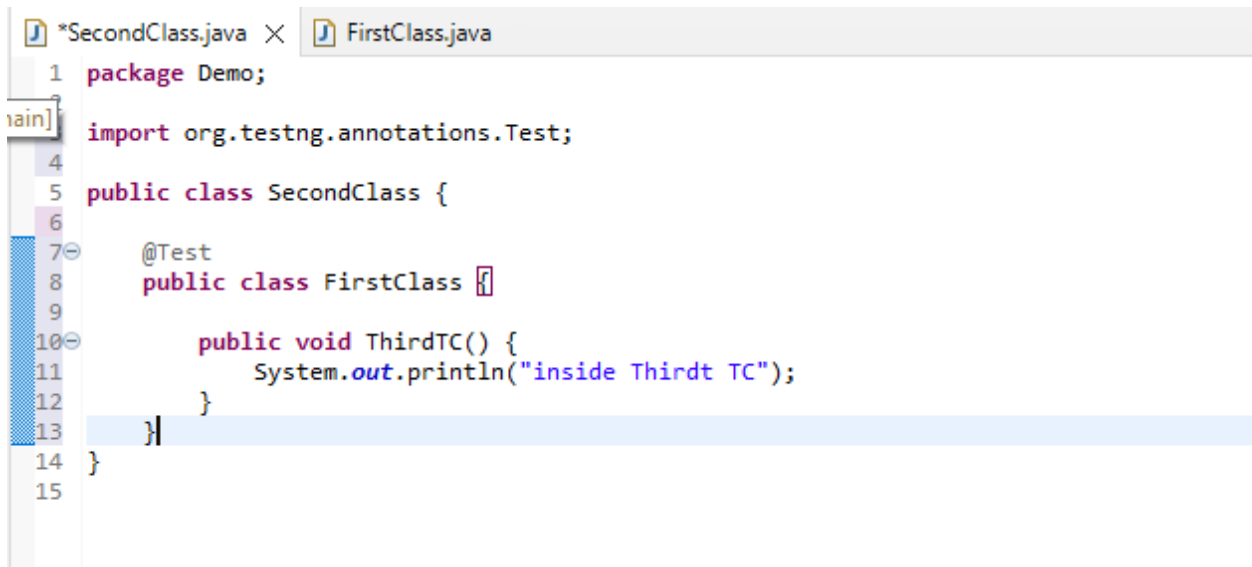 *SecondClass.java FirstClass.java
1 package Demo;
nain]
import org.testng.annotations.Test;
4
5 public class SecondClass {
6
7 @Test
8 public class FirstClass {
9
10 public void ThirdTC() {
11 System.out.println("inside Thirdt TC");
12 }
13 }
14 }
15